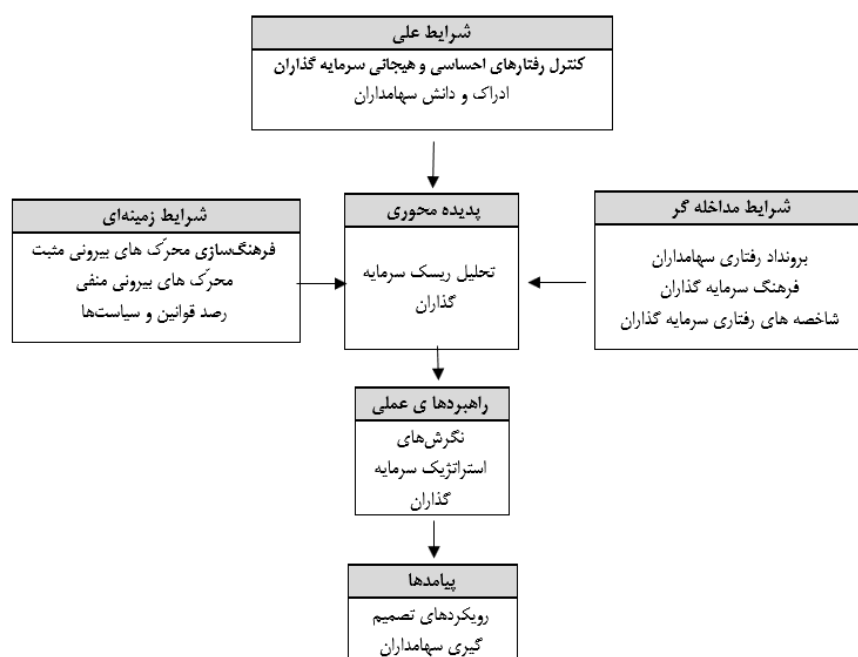 شرایط علی
کنترل رفتارهای احساسی و هیجانی سرمایه گذاران
ادراک و دانش سهامداران
شرایط زمینه‌ای
فرهنگ‌سازی محرّک های بیرونی مثبت
محرّک های بیرونی منفی
رصد قوانین و سیاست‌ها
پدیده محوری
تحلیل ریسک سرمایه
گذاران
شرایط مداخله گر
برونداد رفتاری سهامداران
فرهنگ سرمایه گذاران
شاخصه های رفتاری سرمایه گذاران
راهبردها ی عملی
نگرش‌های
استراتژیک سرمایه
گذاران
پیامدها
رویکردهای تصمیم
گیری سهامداران